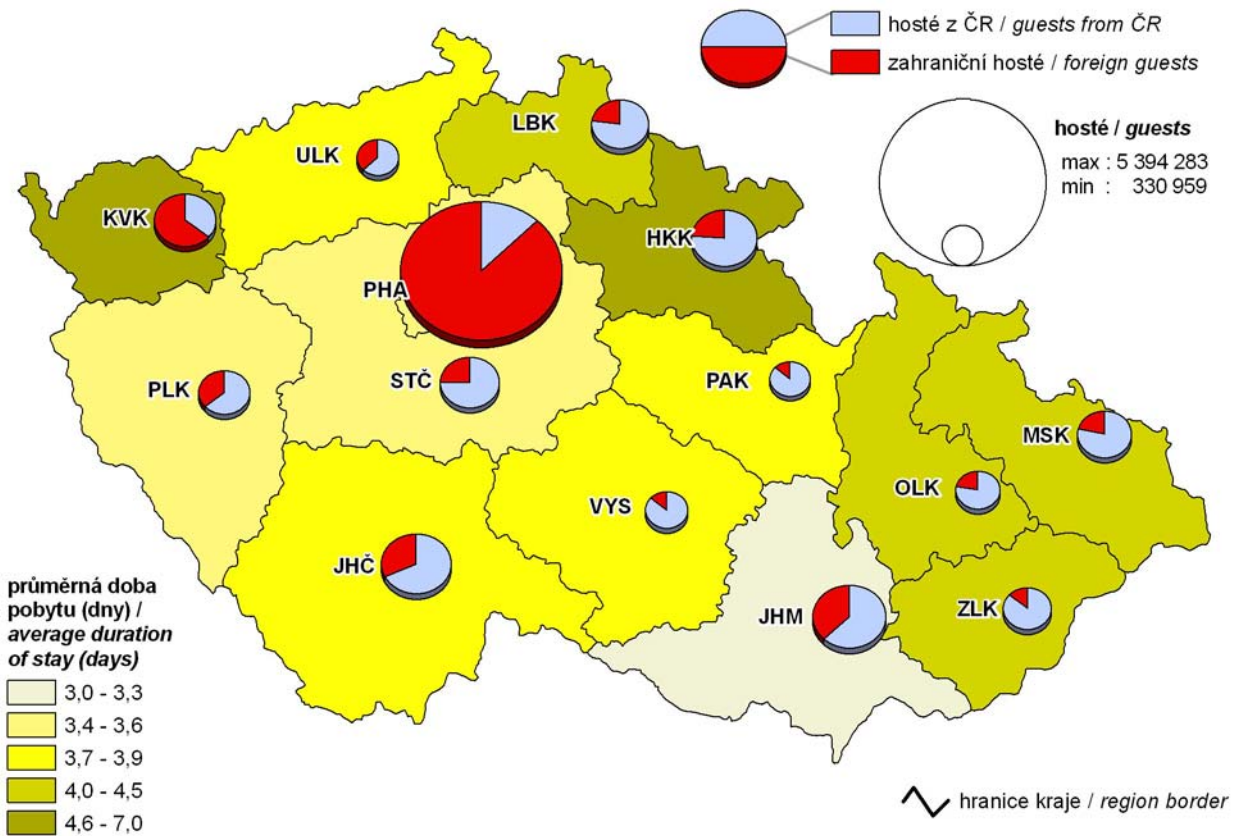 hosté z ČR / guests from ČR
zahraniční hosté / foreign guests
hosté / guests
max : 5 394 283
min : 330 959
LBK
ULK
KVK
HKK
PHA
PLK
STČ
PAK
MSK
OLK
VYS
JHČ
JHM
ZLK
průměrná doba
pobytu (dny) /
average duration
of stay (days)
3,0 - 3,3
3,4 - 3,6
3,7 - 3,9
4,0 - 4,5
4,6 - 7,0
hranice kraje / region border